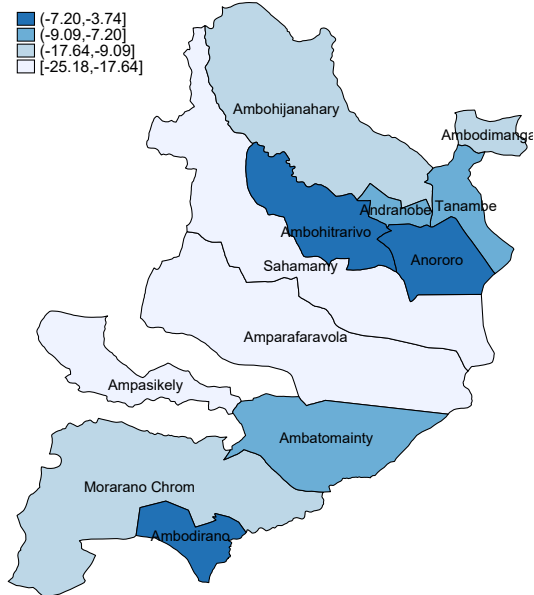 (-7.20,-3.74]
(-9.09,-7.20]
(-17.64,-9.09]
[-25.18,-17.64]
Ambohijanahary
Ambodimanga
Andranobe
Tanambe
Ambohitrarivo
Anororo
Sahamamy
Amparafaravola
Ampasikely
Ambatomainty
Morarano Chrom
Ambodirano